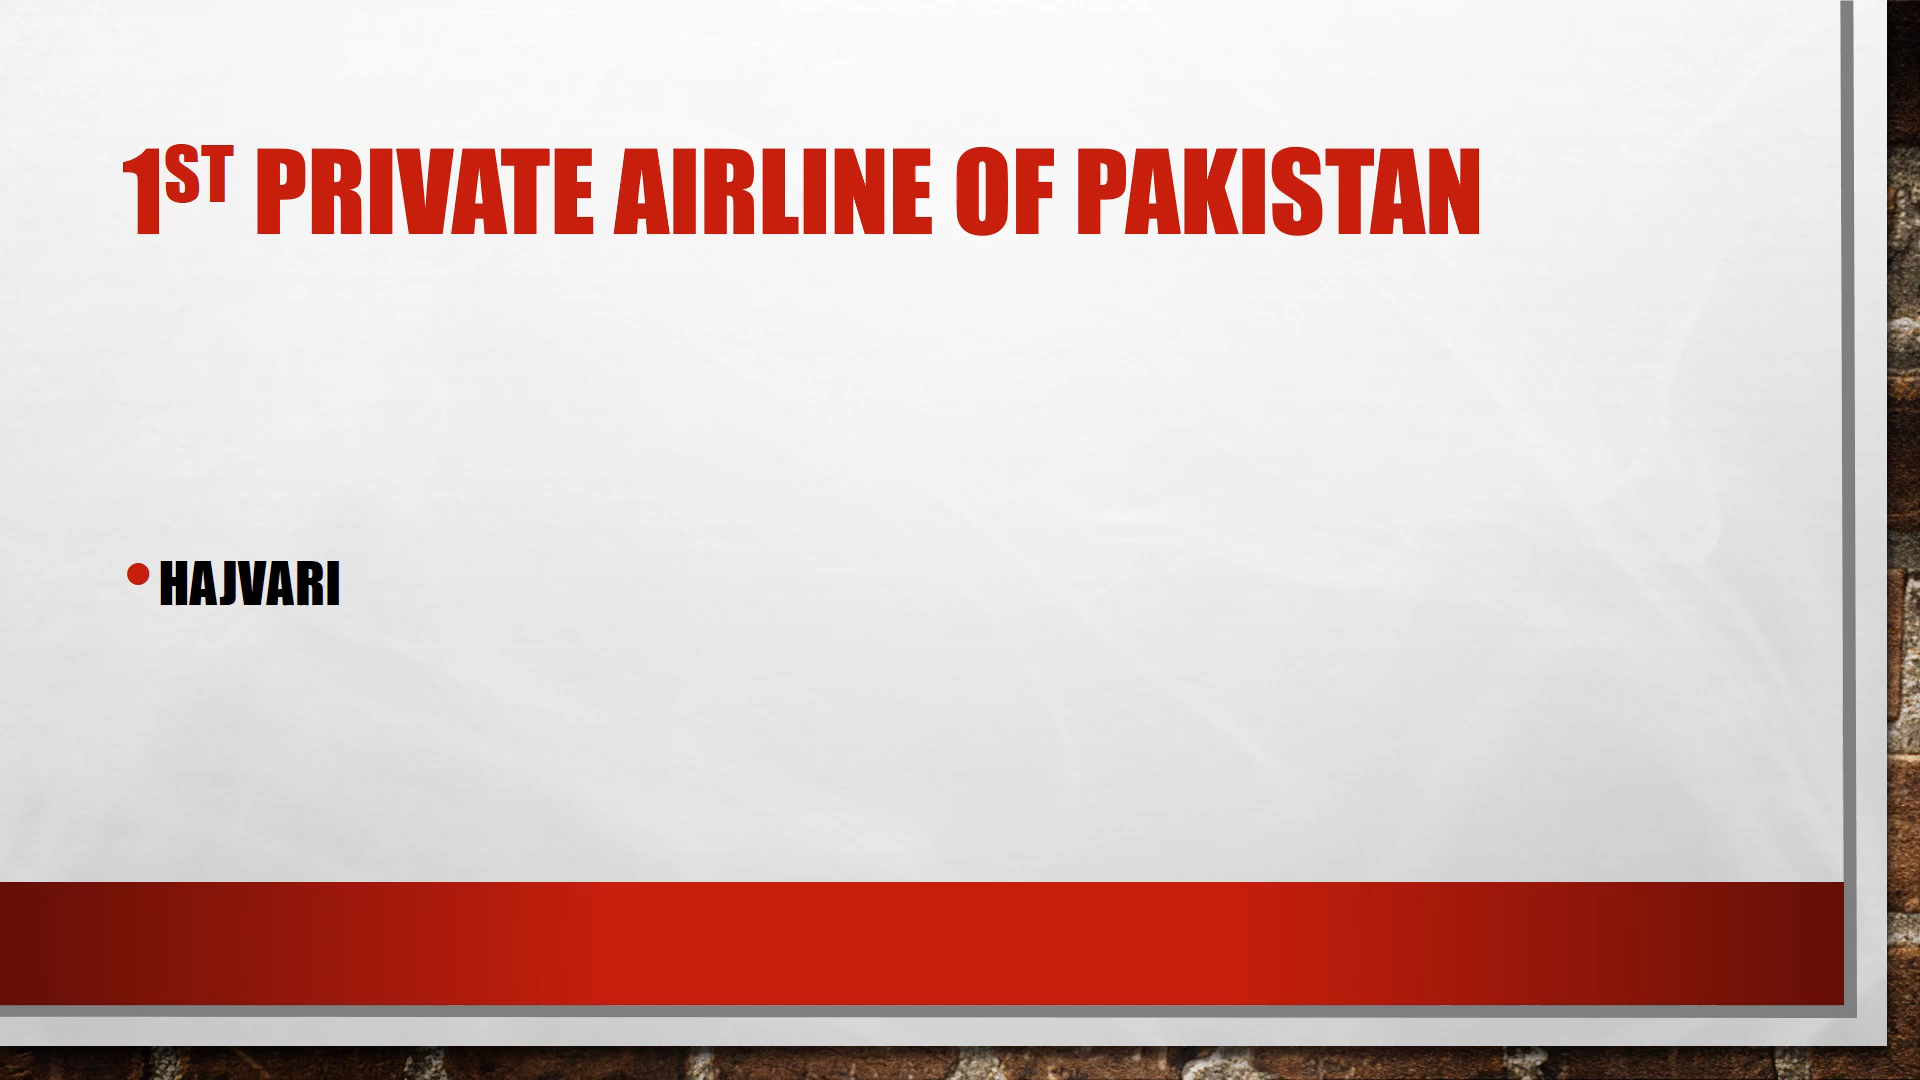 1ST PRIVATE AIRLINE OF PAKISTAN
• HAJVARI